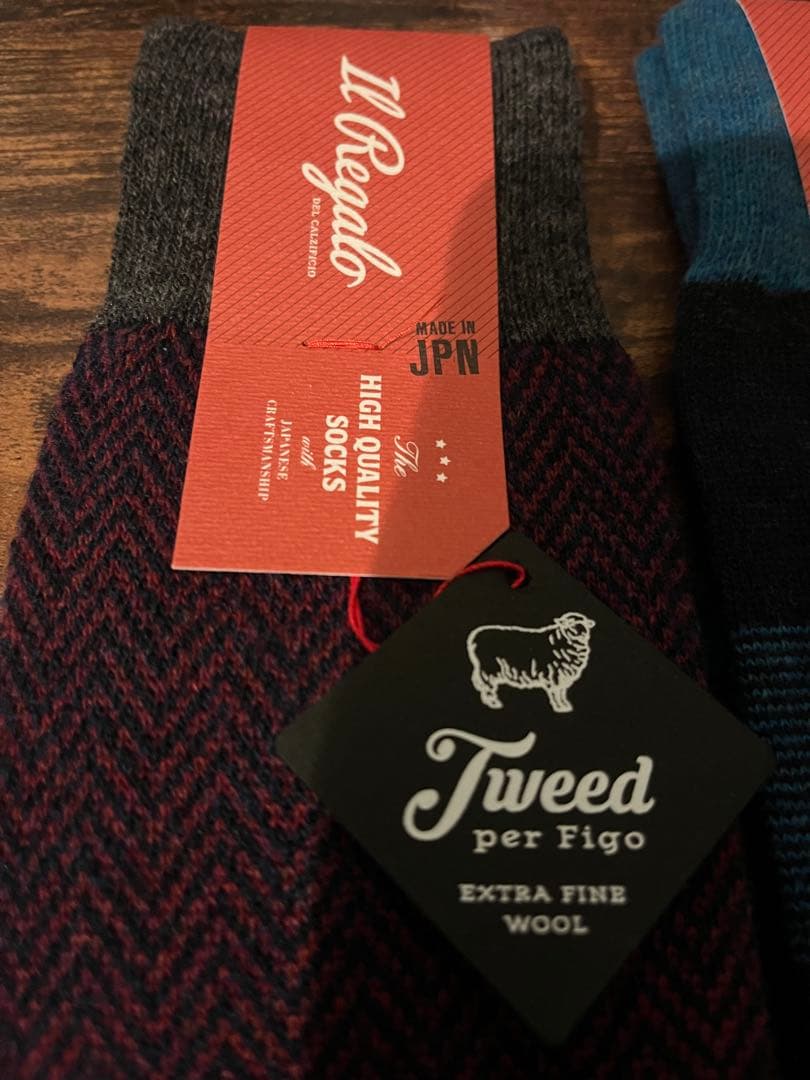 Il Regalo
DEL CALZIFICIO
MADE IN
JPN
The
HIGH QUALITY
SOCKS
with
JAPANESE
CRAFTSMANSHIP
Tweed
per Figo
EXTRA FINE
WOOL